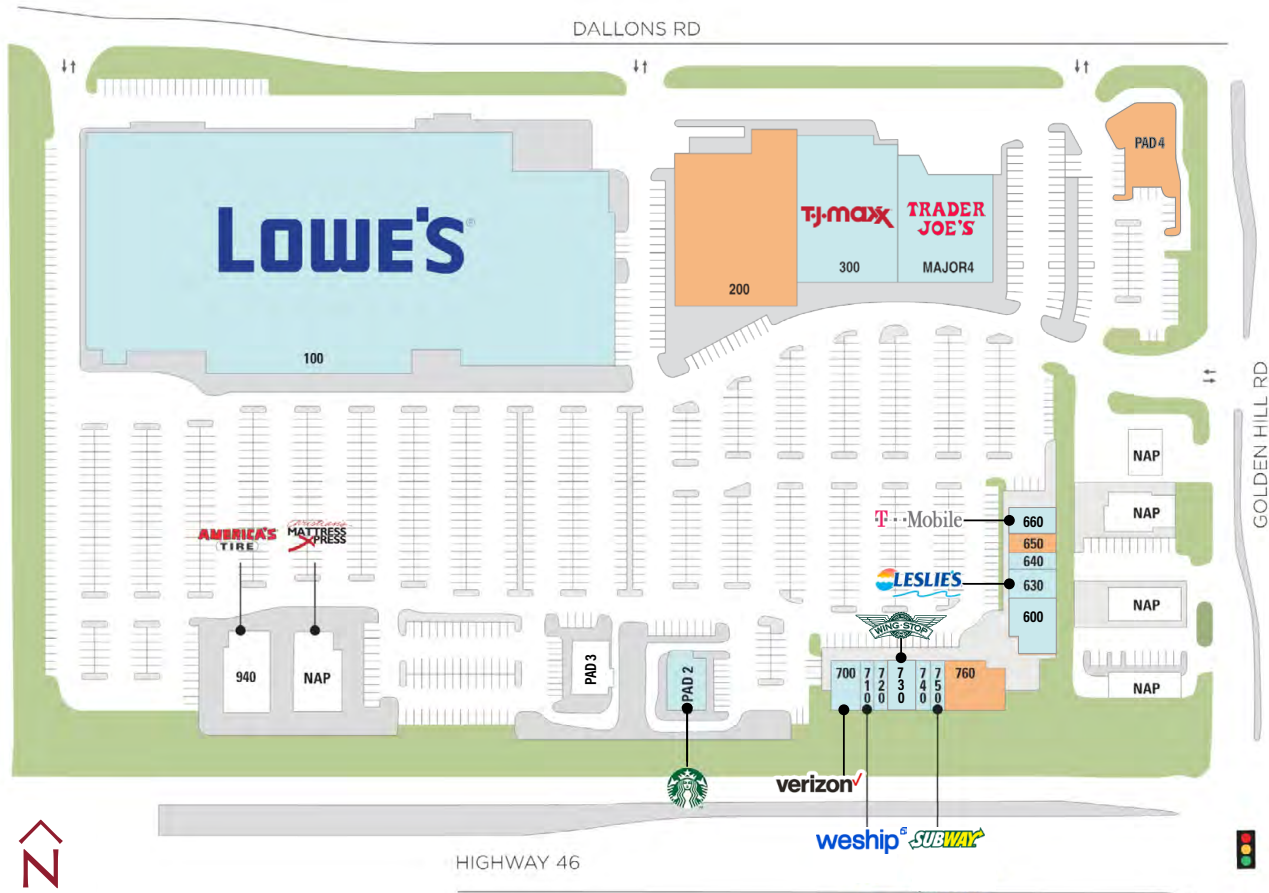 DALLONS RD
PAD 4
LOWE'S®
T·J·maxx
TRADER
JOE'S
300
MAJOR4
200
100
GOLDEN HILL RD
NAP
NAP
T··Mobile
660
650
640
LESLIE'S
630
600
NAP
NAP
AMERICA'S
TIRE
MATTRESS
XPRESS
940
NAP
PAD 3
PAD 2
WING·STOP
700
710
720
730
740
750
760
verizon
weship
SUBWAY
HIGHWAY 46
N